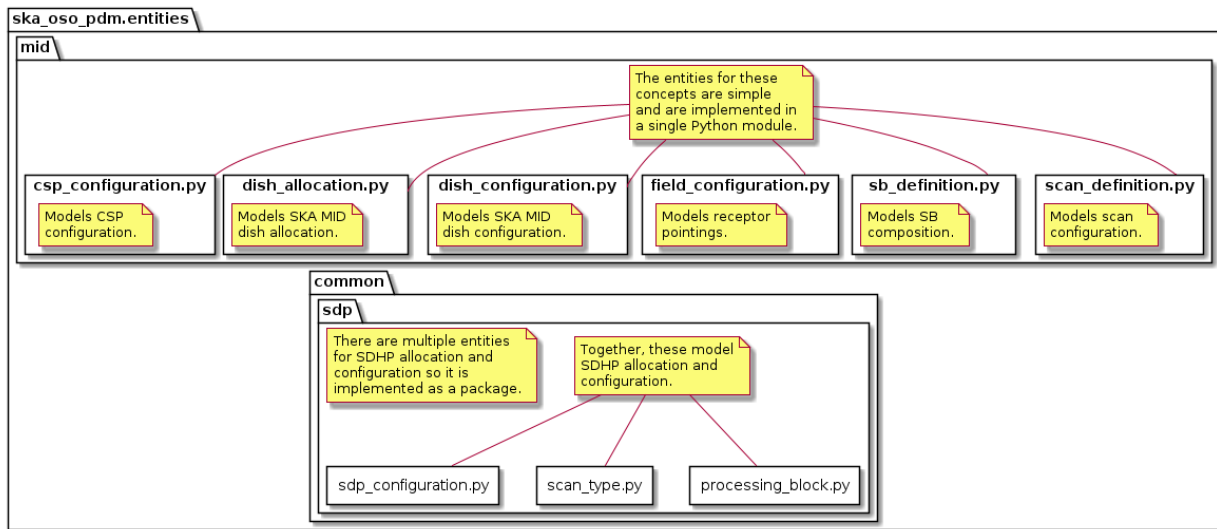 ska_oso_pdm.entities
mid
The entities for these
concepts are simple
and are implemented in
a single Python module.
csp_configuration.py
Models CSP
configuration.
dish_allocation.py
Models SKA MID
dish allocation.
dish_configuration.py
Models SKA MID
dish configuration.
field_configuration.py
Models receptor
pointings.
sb_definition.py
Models SB
composition.
scan_definition.py
Models scan
configuration.
common
sdp
There are multiple entities
for SDHP allocation and
configuration so it is
implemented as a package.
Together, these model
SDHP allocation and
configuration.
sdp_configuration.py
scan_type.py
processing_block.py